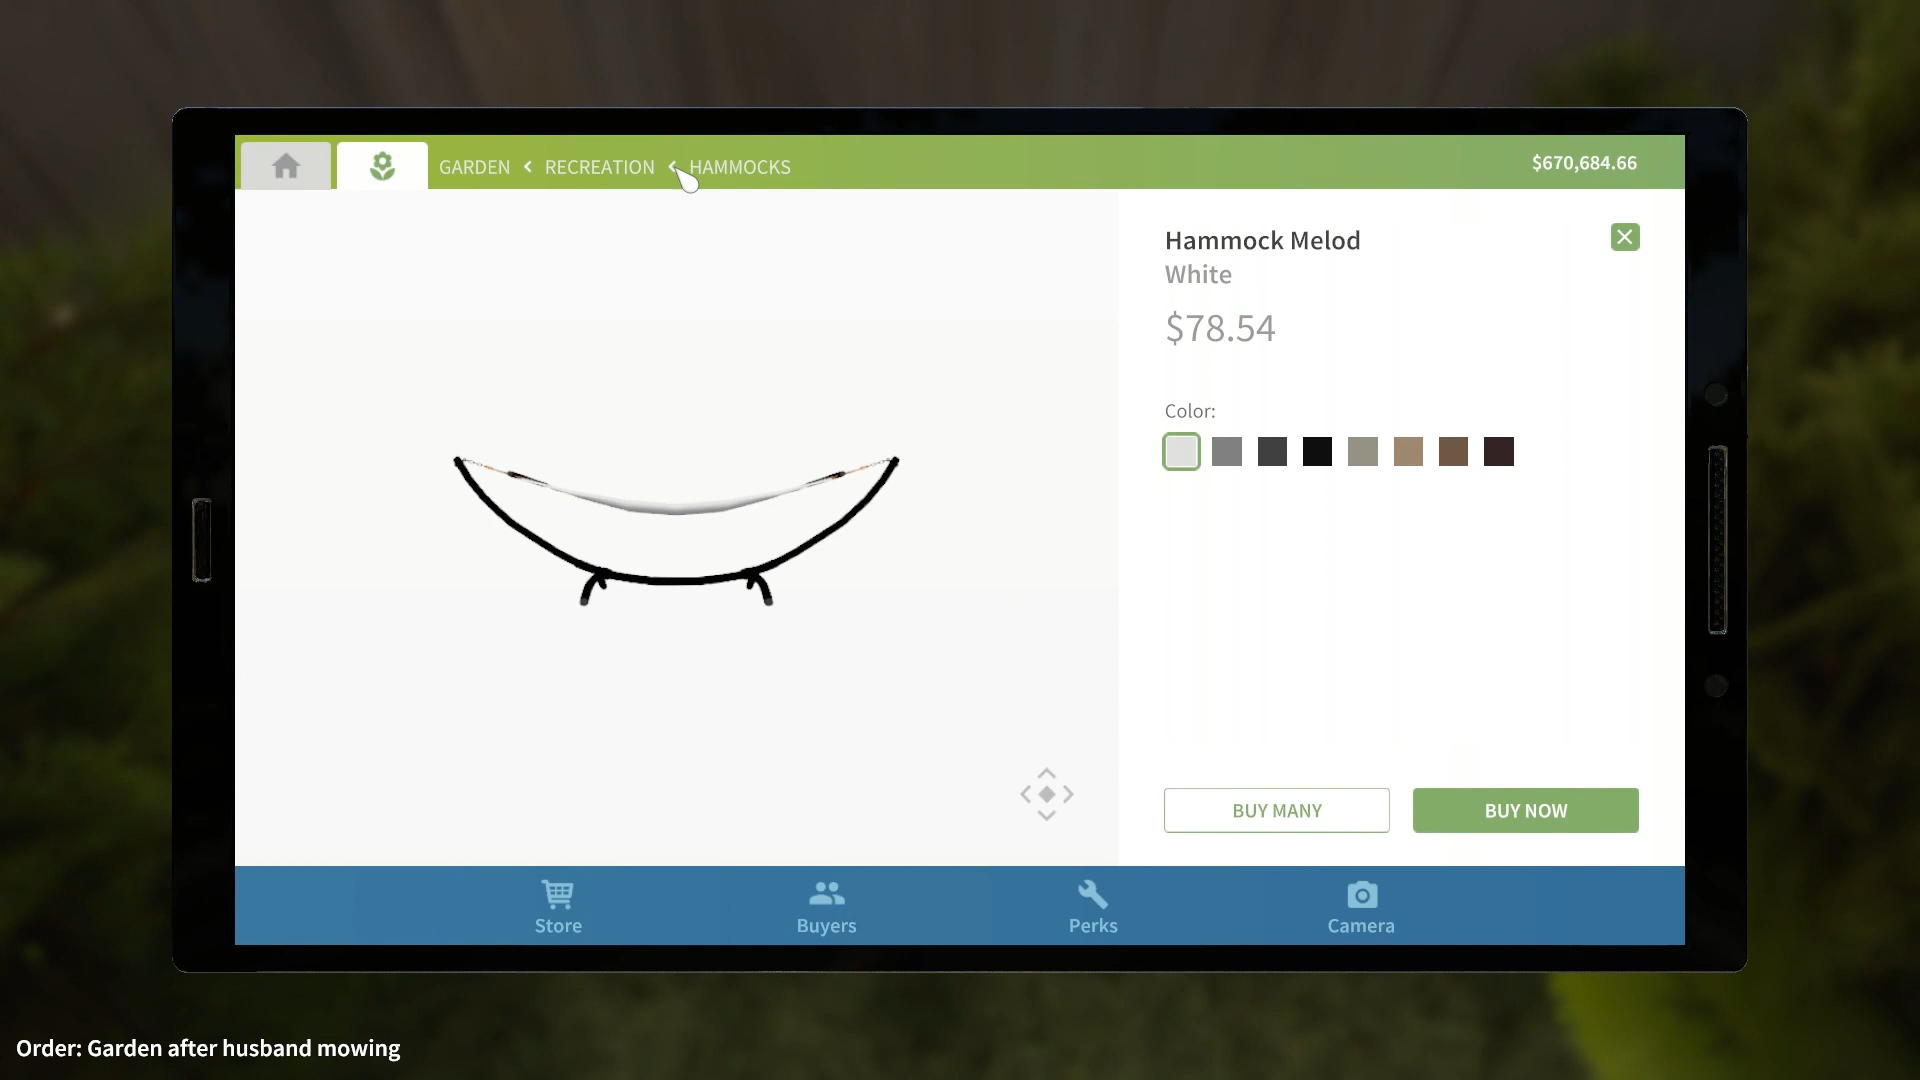 GARDEN < RECREATION < HAMMOCKS
$670,684.66
Hammock Melod
White
$78.54
Color:
BUY MANY
BUY NOW
Store
Buyers
Perks
Camera
Order: Garden after husband mowing